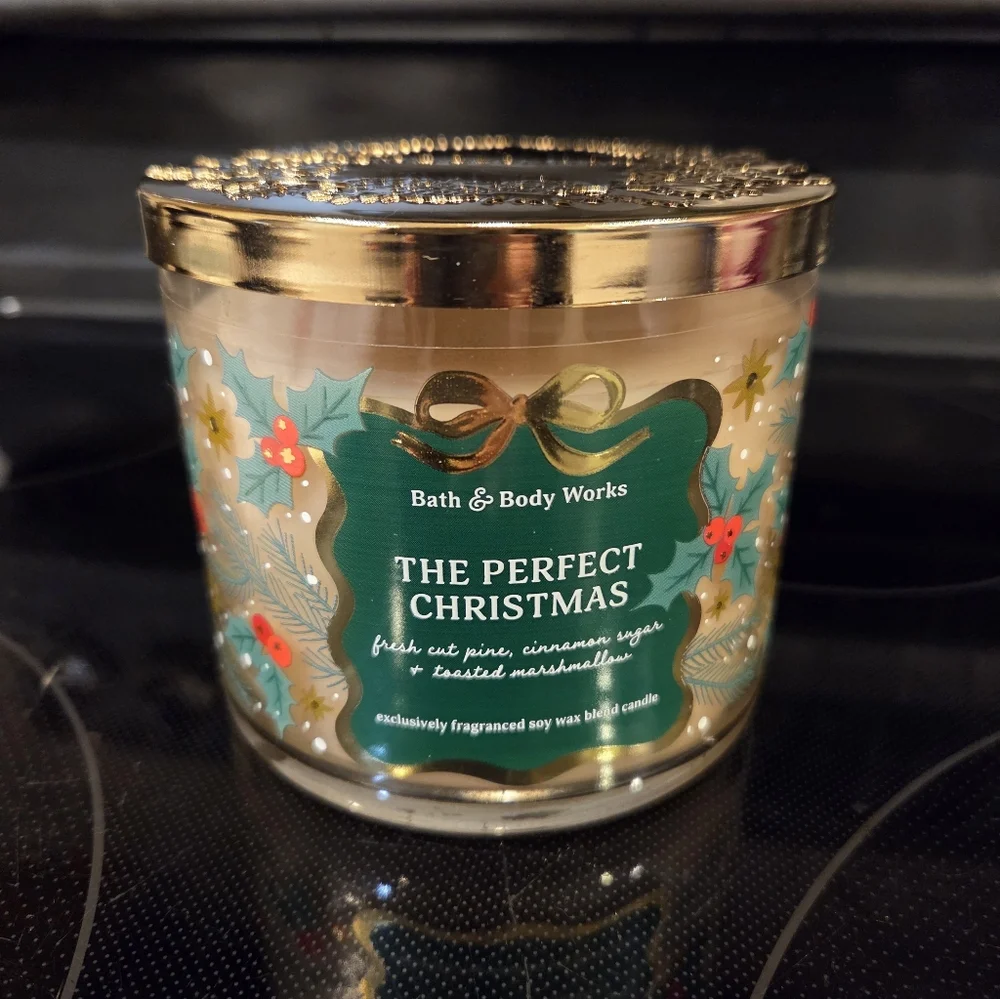 Bath & Body Works
THE PERFECT
CHRISTMAS
fresh cut pine, cinnamon sugar
+ toasted marshmallow
exclusively fragranced soy wax blend candle